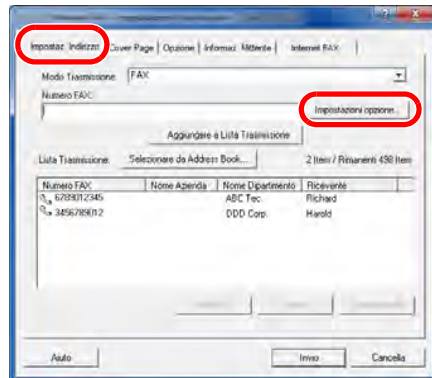 Impostaz. Indirizzo Cover Page Opzione Informaz. Mittente Internet FAX
Modo Trasmissione: FAX
Numero FAX:
Impostazioni opzione...
Aggiungere a Lista Trasmissione
Lista Trasmissione: Selezionare da Address Book... 2 Item / Rimanenti 498 Item
Numero FAX Nome Azienda Nome Dipartimento Ricevente
6789012345 ABC Tec. Richard
3456789012 DDD Corp. Harold
Aiuto Invio Cancella